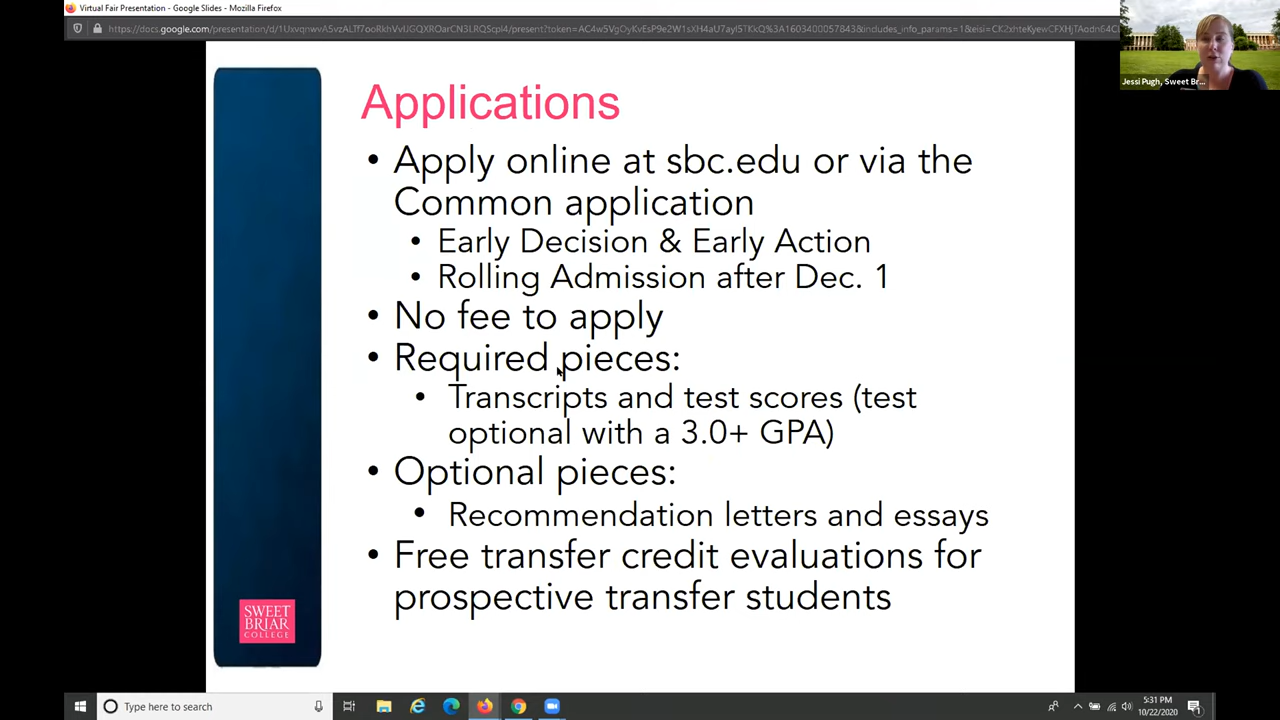 Virtual Fair Presentation - Google Slides - Mozilla Firefox
Jessi Pugh, Sweet Br...
Applications
• Apply online at sbc.edu or via the
Common application
• Early Decision & Early Action
• Rolling Admission after Dec. 1
• No fee to apply
• Required pieces:
• Transcripts and test scores (test
optional with a 3.0+ GPA)
• Optional pieces:
• Recommendation letters and essays
• Free transfer credit evaluations for
prospective transfer students
SWEET
BRIAR
COLLEGE
Type here to search
5:31 PM
10/22/2020